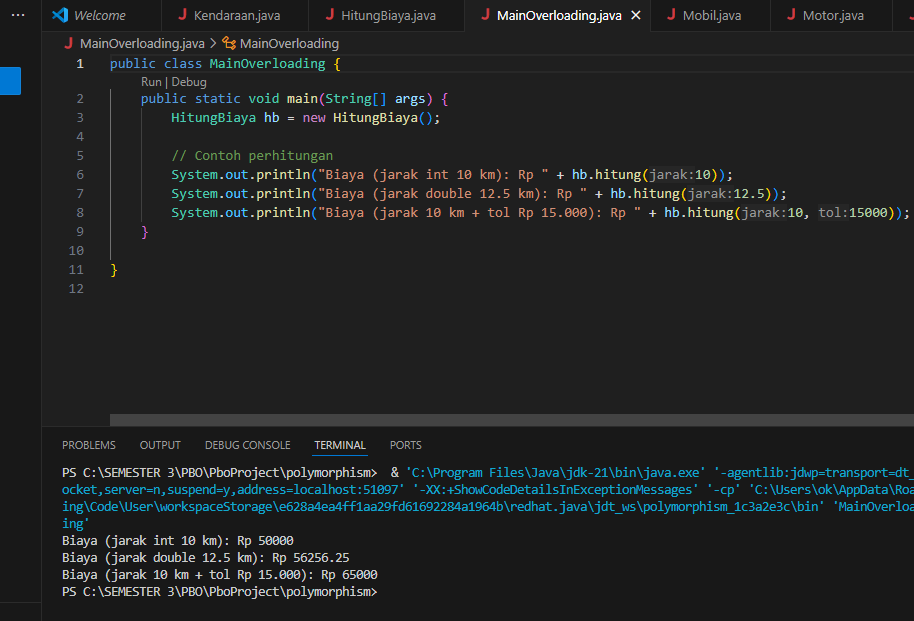 ··· Welcome J Kendaraan.java J HitungBiaya.java J MainOverloading.java × J Mobil.java J Motor.java
J MainOverloading.java > MainOverloading
1 public class MainOverloading {
Run | Debug
2 public static void main(String[] args) {
3 HitungBiaya hb = new HitungBiaya();
4
5 // Contoh perhitungan
6 System.out.println("Biaya (jarak int 10 km): Rp " + hb.hitung(jarak:10));
7 System.out.println("Biaya (jarak double 12.5 km): Rp " + hb.hitung(jarak:12.5));
8 System.out.println("Biaya (jarak 10 km + tol Rp 15.000): Rp " + hb.hitung(jarak:10, tol:15000));
9 }
10
11 }
12
PROBLEMS OUTPUT DEBUG CONSOLE TERMINAL PORTS
PS C:\SEMESTER 3\PBO\PboProject\polymorphism> & 'C:\Program Files\Java\jdk-21\bin\java.exe' '-agentlib:jdwp=transport=dt_
ocket,server=n,suspend=y,address=localhost:51097' '-XX:+ShowCodeDetailsInExceptionMessages' '-cp' 'C:\Users\ok\AppData\Roa
ing\Code\User\workspaceStorage\e628a4ea4ff1aa29fd61692284a1964b\redhat.java\jdt_ws\polymorphism_1c3a2e3c\bin' 'MainOverloa
ing'
Biaya (jarak int 10 km): Rp 50000
Biaya (jarak double 12.5 km): Rp 56256.25
Biaya (jarak 10 km + tol Rp 15.000): Rp 65000
PS C:\SEMESTER 3\PBO\PboProject\polymorphism>